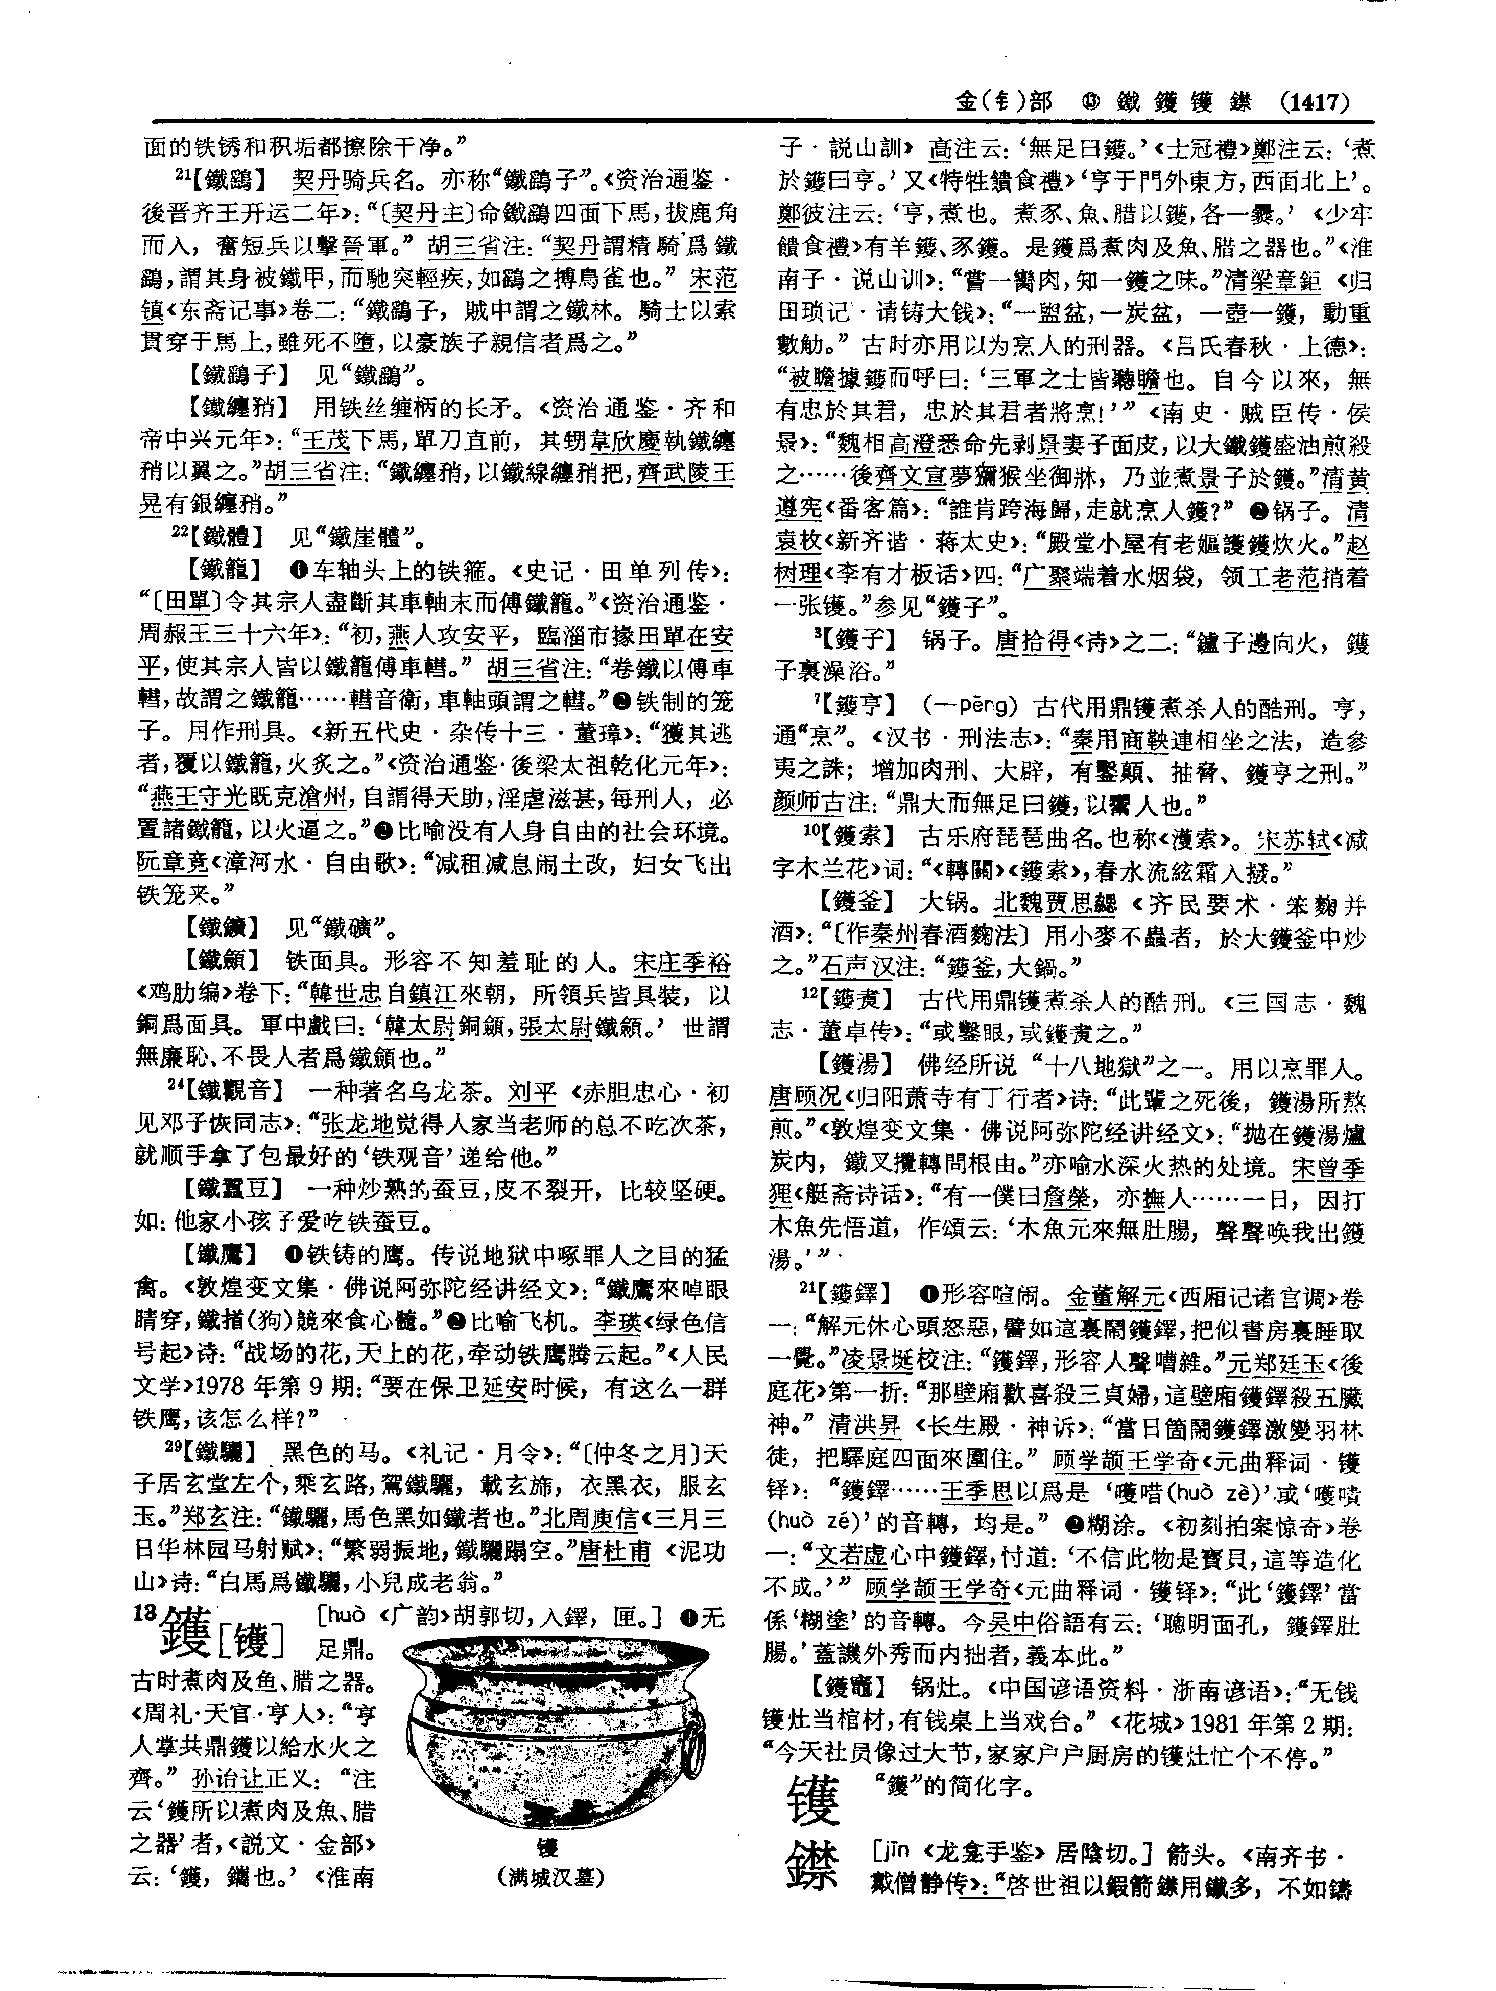 金(钅)部 ⑬ 鐵 鑊 镬 䥆 (1417)
面的铁锈和积垢都擦除干净。”
21【鐵鷂】 契丹骑兵名。亦称“鐵鷂子”。《资治通鉴·
後晋齐王开运二年》：“〔契丹主〕命鐵鷂四面下馬，拔鹿角
而入，奮短兵以擊晉軍。” 胡三省注：“契丹謂精騎爲鐵
鷂，謂其身被鐵甲，而馳突輕疾，如鷂之搏鳥雀也。” 宋范
镇《东斋记事》卷二：“鐵鷂子，賊中謂之鐵林。騎士以索
貫穿于馬上，雖死不墮，以豪族子親信者爲之。”
【鐵鷂子】 见“鐵鷂”。
【鐵纏矟】 用铁丝缠柄的长矛。《资治通鉴·齐和
帝中兴元年》：“王茂下馬，單刀直前，其甥韋欣慶執鐵纏
矟以翼之。”胡三省注：“鐵纏矟，以鐵線纏矟把，齊武陵王
晃有銀纏矟。”
22【鐵體】 见“鐵崖體”。
【鐵籠】 ❶车轴头上的铁箍。《史记·田单列传》：
“〔田單〕令其宗人盡斷其車軸末而傅鐵籠。”《资治通鉴·
周赧王三十六年》：“初，燕人攻安平，臨淄市掾田單在安
平，使其宗人皆以鐵籠傅車轊。” 胡三省注：“卷鐵以傅車
轊，故謂之鐵籠……轊音衛，車軸頭謂之轊。”❷铁制的笼
子。用作刑具。《新五代史·杂传十三·董璋》：“獲其逃
者，覆以鐵籠，火炙之。”《资治通鉴·後梁太祖乾化元年》：
“燕王守光既克滄州，自謂得天助，淫虐滋甚，每刑人，必
置諸鐵籠，以火逼之。”❸比喻没有人身自由的社会环境。
阮章竞《漳河水·自由歌》：“减租减息闹土改，妇女飞出
铁笼来。”
【鐵鑛】 见“鐵礦”。
【鐵額】 铁面具。形容不知羞耻的人。宋庄季裕
《鸡肋编》卷下：“韓世忠自鎮江來朝，所領兵皆具装，以
銅爲面具。軍中戲曰：‘韓太尉銅額，張太尉鐵額。’ 世謂
無廉恥、不畏人者爲鐵額也。”
24【鐵觀音】 一种著名乌龙茶。刘平《赤胆忠心·初
见邓子恢同志》：“张龙地觉得人家当老师的总不吃次茶，
就顺手拿了包最好的‘铁观音’递给他。”
【鐵蠶豆】 一种炒熟的蚕豆，皮不裂开，比较坚硬。
如：他家小孩子爱吃铁蚕豆。
【鐵鷹】 ❶铁铸的鹰。传说地狱中啄罪人之目的猛
禽。《敦煌变文集·佛说阿弥陀经讲经文》：“鐵鷹來啅眼
睛穿，鐵㹨(狗)競來食心髓。”❷比喻飞机。李瑛《绿色信
号起》诗：“战场的花，天上的花，牵动铁鹰腾云起。”《人民
文学》1978年第9期：“要在保卫延安时候，有这么一群
铁鹰，该怎么样？”
29【鐵驪】 黑色的马。《礼记·月令》：“〔仲冬之月〕天
子居玄堂左个，乘玄路，駕鐵驪，載玄旂，衣黑衣，服玄
玉。”郑玄注：“鐵驪，馬色黑如鐵者也。”北周庾信《三月三
日华林园马射赋》：“繁弱振地，鐵驪蹋空。”唐杜甫《泥功
山》诗：“白馬爲鐵驪，小兒成老翁。”
13鑊[镬] [huò 《广韵》胡郭切，入鐸，匣。] ❶无
足鼎。
古时煮肉及鱼、腊之器。
《周礼·天官·亨人》：“亨
人掌共鼎鑊以給水火之
齊。” 孙诒让正义：“注
云‘鑊所以煮肉及魚、腊
之器’者，《説文·金部》
云：‘鑊，鑴也。’《淮南
镬
(满城汉墓)
子·説山訓》高注云：‘無足曰鑊。’《士冠禮》鄭注云：‘煮
於鑊曰亨。’又《特牲饋食禮》‘亨于門外東方，西面北上’。
鄭彼注云：‘亨，煮也。煮豕、魚、腊以鑊，各一爨。’《少牢
饋食禮》有羊鑊、豕鑊。是鑊爲煮肉及魚、腊之器也。”《淮
南子·说山训》：“嘗一臠肉，知一鑊之味。”清梁章鉅《归
田琐记·请铸大钱》：“一盥盆，一炭盆，一壺一鑊，動重
數觔。”古时亦用以为烹人的刑器。《吕氏春秋·上德》：
“被瞻據鑊而呼曰：‘三軍之士皆聽瞻也。自今以來，無
有忠於其君，忠於其君者將烹！’”《南史·贼臣传·侯
景》：“魏相高澄悉命先剥景妻子面皮，以大鐵鑊盛油煎殺
之……後齊文宣夢獼猴坐御牀，乃並煮景子於鑊。”清黄
遵宪《番客篇》：“誰肯跨海歸，走就烹人鑊？” ❷锅子。清
袁枚《新齐谐·蒋太史》：“殿堂小屋有老嫗護鑊炊火。”赵
树理《李有才板话》四：“广聚端着水烟袋，领工老范捎着
一张镬。”参见“鑊子”。
3【鑊子】 锅子。唐拾得《诗》之二：“鑪子邊向火，鑊
子裏澡浴。”
7【鑊亨】 (—pēng) 古代用鼎镬煮杀人的酷刑。亨，
通“烹”。《汉书·刑法志》：“秦用商鞅連相坐之法，造參
夷之誅；增加肉刑、大辟，有鑿顛、抽脅、鑊亨之刑。”
颜师古注：“鼎大而無足曰鑊，以鬻人也。”
10【鑊索】 古乐府琵琶曲名。也称《濩索》。宋苏轼《减
字木兰花》词：“《轉關》《鑊索》，春水流絃霜入撥。”
【鑊釜】 大锅。北魏贾思勰《齐民要术·笨麴并
酒》：“〔作秦州春酒麴法〕用小麥不蟲者，於大鑊釜中炒
之。”石声汉注：“鑊釜，大鍋。”
12【鑊煑】 古代用鼎镬煮杀人的酷刑。《三国志·魏
志·董卓传》：“或鑿眼，或鑊煑之。”
【鑊湯】 佛经所说“十八地獄”之一。用以烹罪人。
唐顾况《归阳萧寺有丁行者》诗：“此輩之死後，鑊湯所熬
煎。”《敦煌变文集·佛说阿弥陀经讲经文》：“抛在鑊湯爐
炭内，鐵叉攪轉問根由。”亦喻水深火热的处境。宋曾季
狸《艇斋诗话》：“有一僕曰詹榮，亦撫人……一日，因打
木魚先悟道，作頌云：‘木魚元來無肚腸，聲聲唤我出鑊
湯。’”
21【鑊鐸】 ❶形容喧闹。金董解元《西厢记诸宫调》卷
一：“解元休心頭怒惡，譬如這裏鬧鑊鐸，把似書房裏睡取
一覺。”凌景埏校注：“鑊鐸，形容人聲嘈雜。”元郑廷玉《後
庭花》第一折：“那壁廂歡喜殺三貞婦，這壁廂鑊鐸殺五臟
神。” 清洪昇《长生殿·神诉》：“當日箇鬧鑊鐸激變羽林
徒，把驛庭四面來圍住。” 顾学颉王学奇《元曲释词·镬
铎》：“鑊鐸……王季思以爲是‘嚄唶(huò zè)’或‘嚄嘖
(huò zé)’的音轉，均是。” ❷糊涂。《初刻拍案惊奇》卷
一：“文若虚心中鑊鐸，忖道：‘不信此物是寶貝，這等造化
不成。’” 顾学颉王学奇《元曲释词·镬铎》：“此‘鑊鐸’當
係‘糊塗’的音轉。今吴中俗語有云：‘聰明面孔，鑊鐸肚
腸。’蓋譏外秀而内拙者，義本此。”
【鑊竈】 锅灶。《中国谚语资料·浙南谚语》：“无钱
镬灶当棺材，有钱桌上当戏台。”《花城》1981年第2期：
“今天社员像过大节，家家户户厨房的镬灶忙个不停。”
镬 “鑊”的简化字。
䥆 [jīn 《龙龛手鉴》居陰切。] 箭头。《南齐书·
戴僧静传》：“啓世祖以鍜箭䥆用鐵多，不如鑄